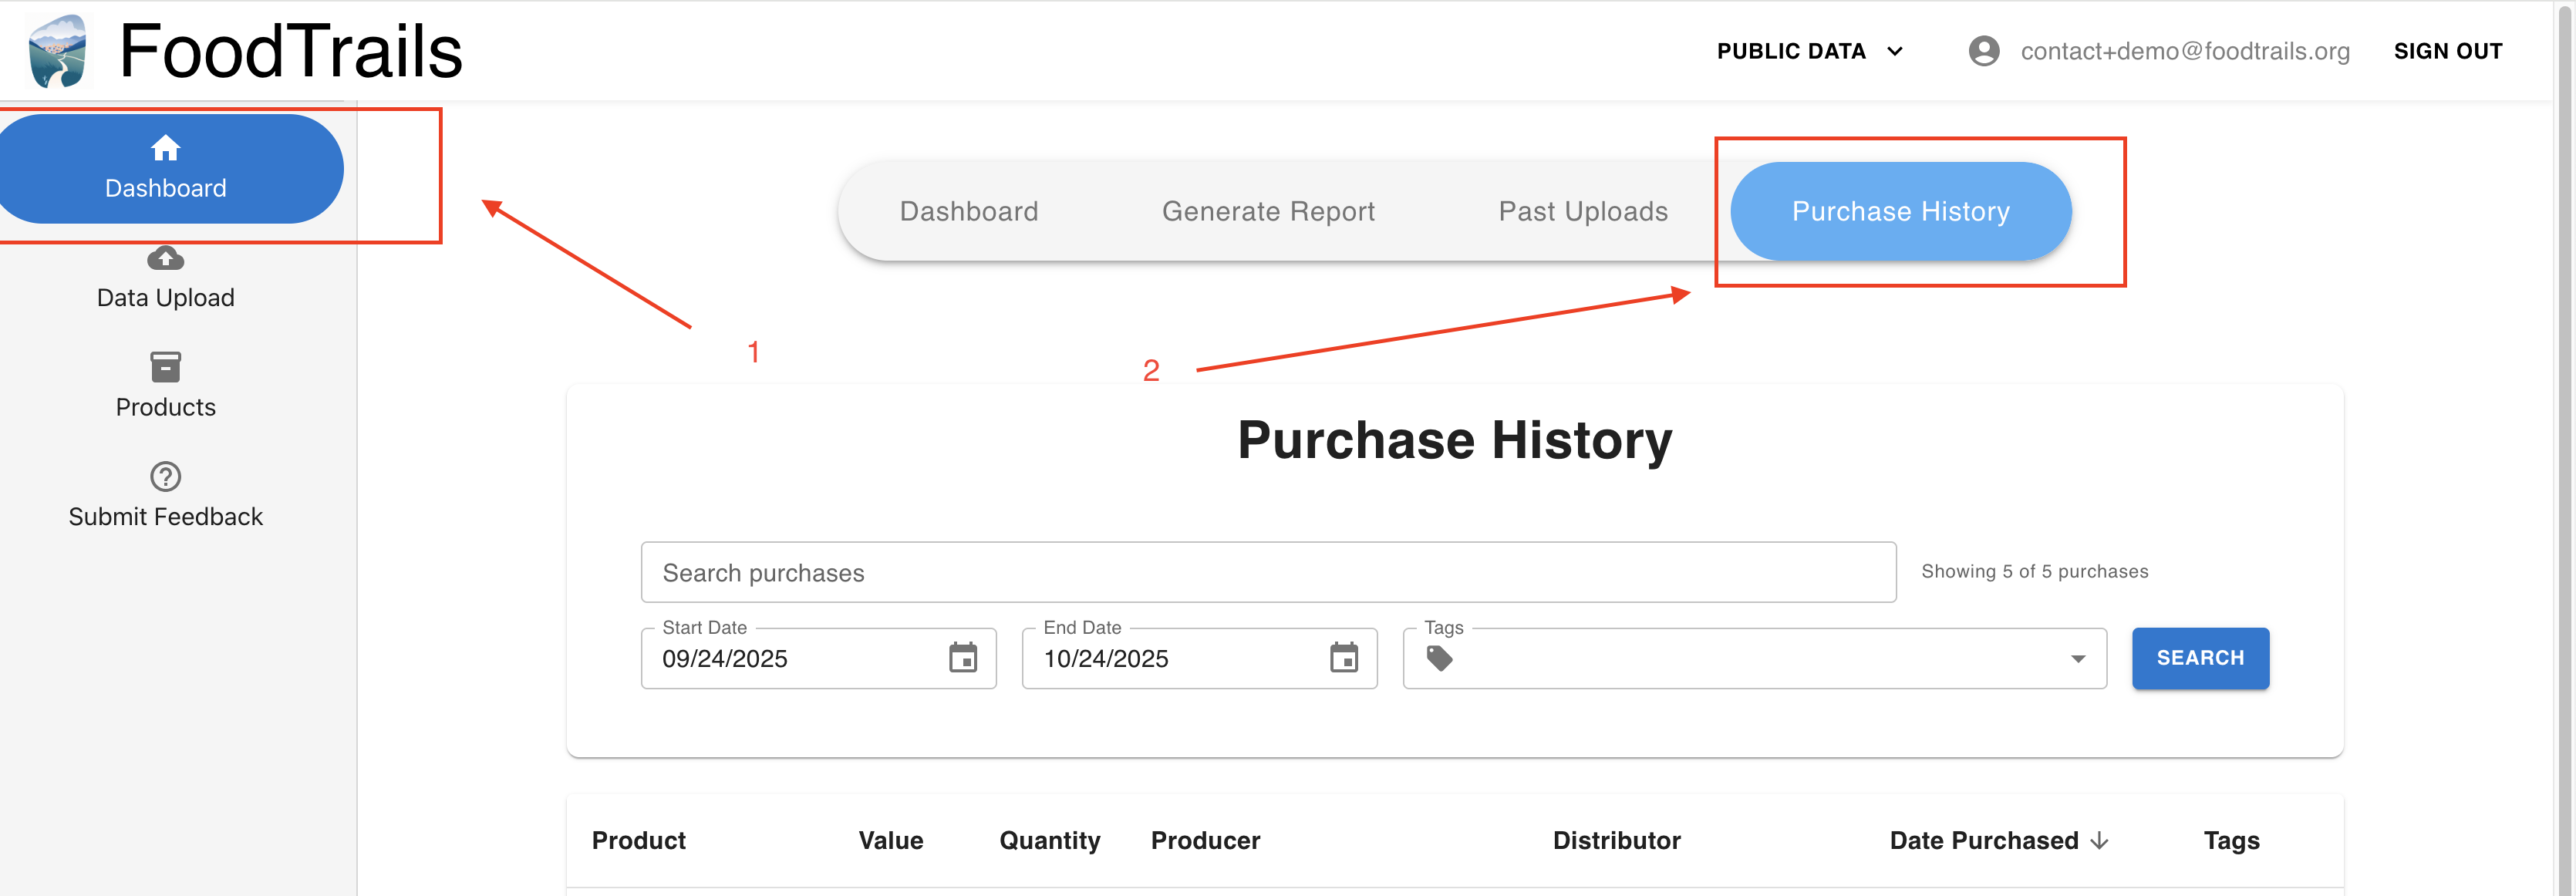 FoodTrails
PUBLIC DATA
contact+demo@foodtrails.org
SIGN OUT
Dashboard
Data Upload
Products
Submit Feedback
Dashboard
Generate Report
Past Uploads
Purchase History
1
2
Purchase History
Search purchases
Showing 5 of 5 purchases
Start Date
09/24/2025
End Date
10/24/2025
Tags
SEARCH
Product
Value
Quantity
Producer
Distributor
Date Purchased
Tags